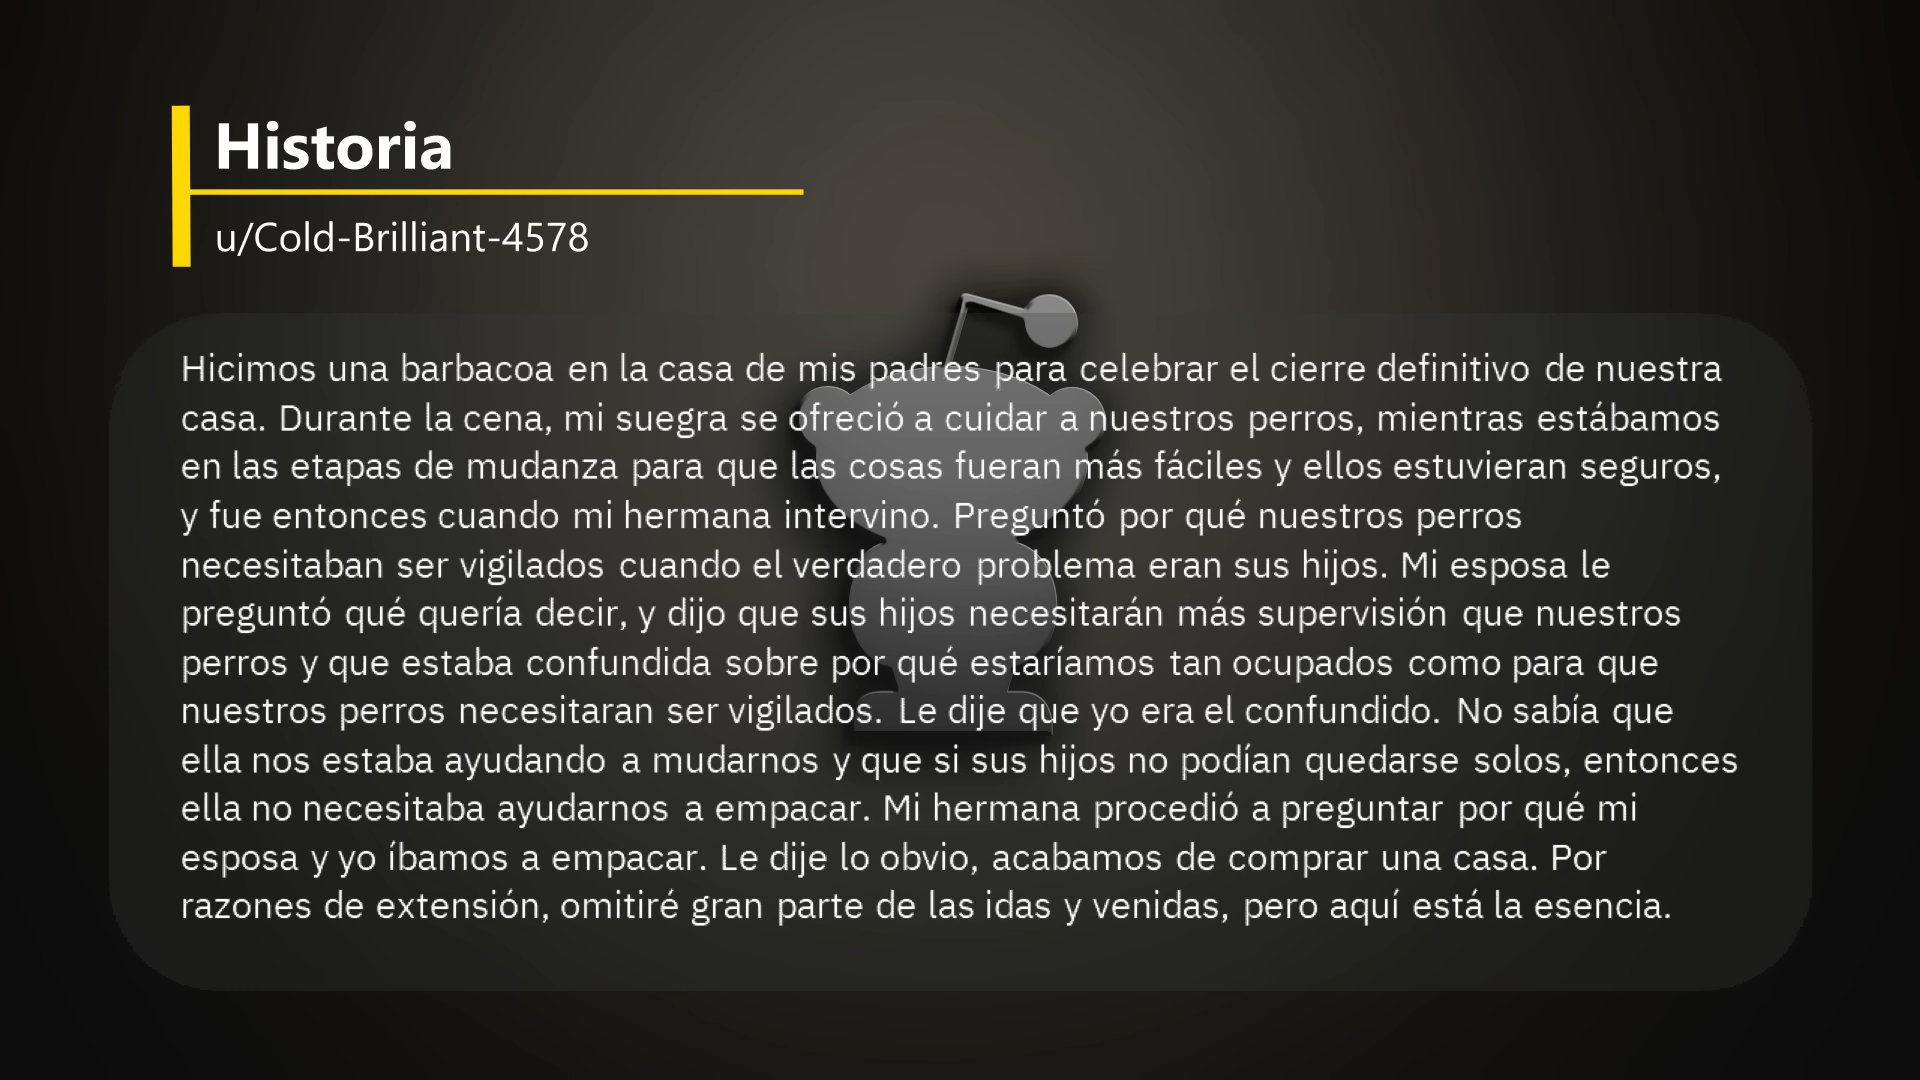 Historia
u/Cold-Brilliant-4578
Hicimos una barbacoa en la casa de mis padres para celebrar el cierre definitivo de nuestra
casa. Durante la cena, mi suegra se ofreció a cuidar a nuestros perros, mientras estábamos
en las etapas de mudanza para que las cosas fueran más fáciles y ellos estuvieran seguros,
y fue entonces cuando mi hermana intervino. Preguntó por qué nuestros perros
necesitaban ser vigilados cuando el verdadero problema eran sus hijos. Mi esposa le
preguntó qué quería decir, y dijo que sus hijos necesitarán más supervisión que nuestros
perros y que estaba confundida sobre por qué estaríamos tan ocupados como para que
nuestros perros necesitaran ser vigilados. Le dije que yo era el confundido. No sabía que
ella nos estaba ayudando a mudarnos y que si sus hijos no podían quedarse solos, entonces
ella no necesitaba ayudarnos a empacar. Mi hermana procedió a preguntar por qué mi
esposa y yo íbamos a empacar. Le dije lo obvio, acabamos de comprar una casa. Por
razones de extensión, omitiré gran parte de las idas y venidas, pero aquí está la esencia.